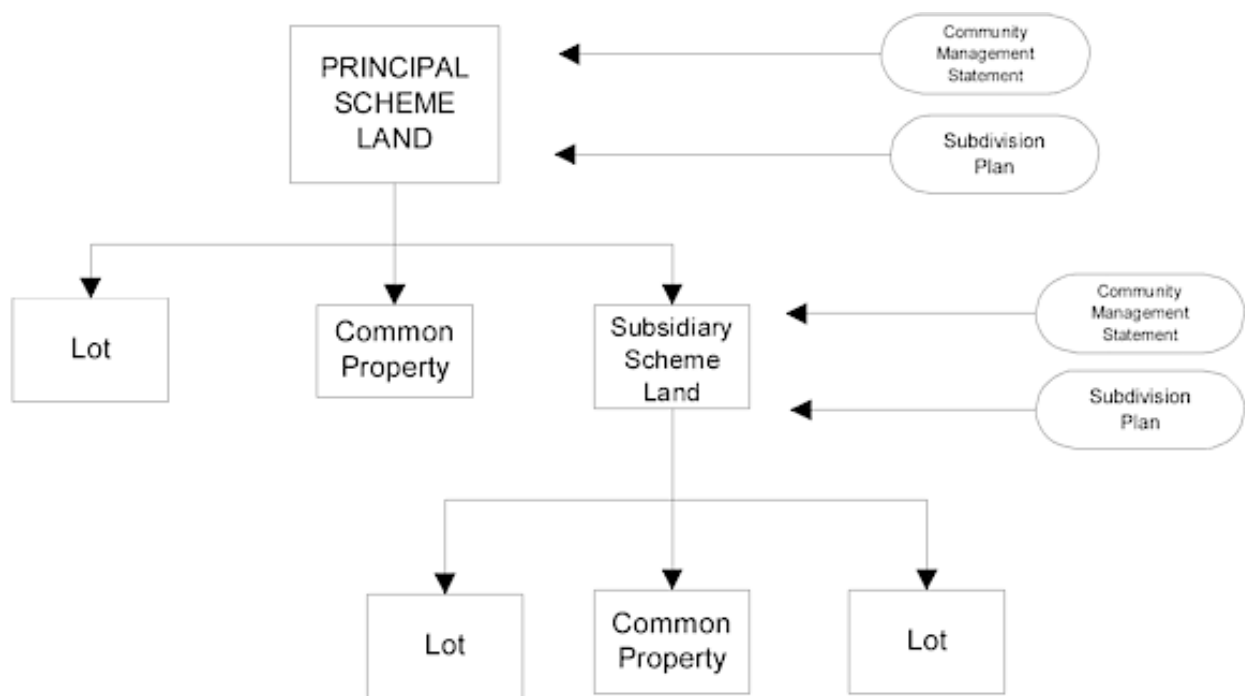 PRINCIPAL
SCHEME
LAND
Community
Management
Statement
Subdivision
Plan
Lot
Common
Property
Subsidiary
Scheme
Land
Community
Management
Statement
Subdivision
Plan
Lot
Common
Property
Lot